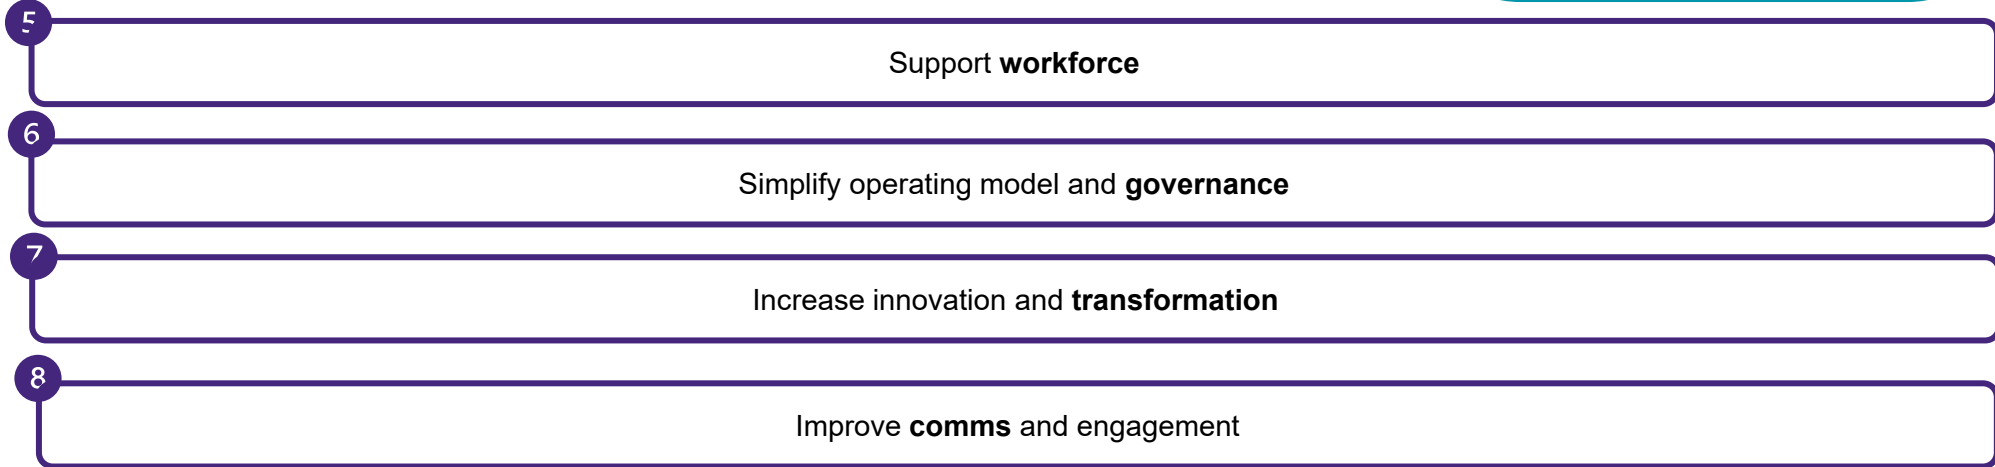 5
Support workforce
6
Simplify operating model and governance
7
Increase innovation and transformation
8
Improve comms and engagement